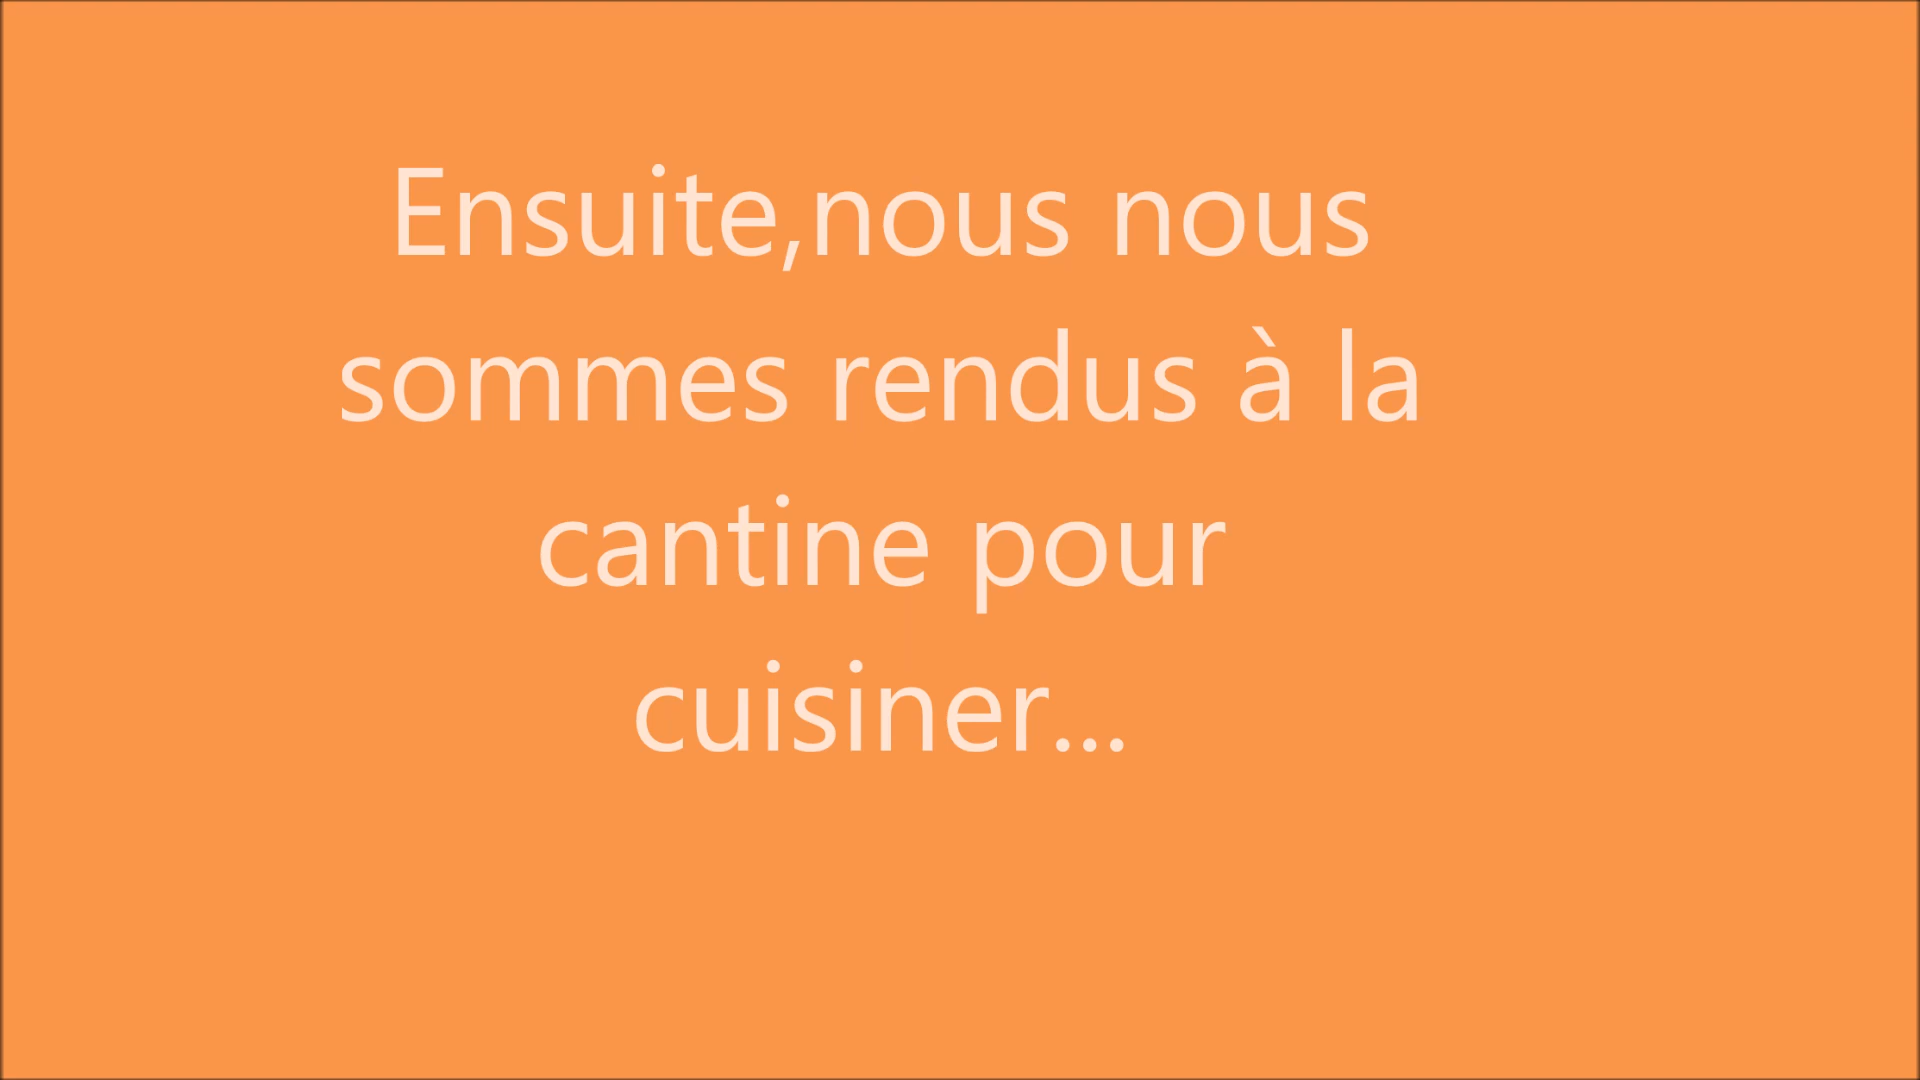 Ensuite,nous nous
sommes rendus à la
cantine pour
cuisiner...